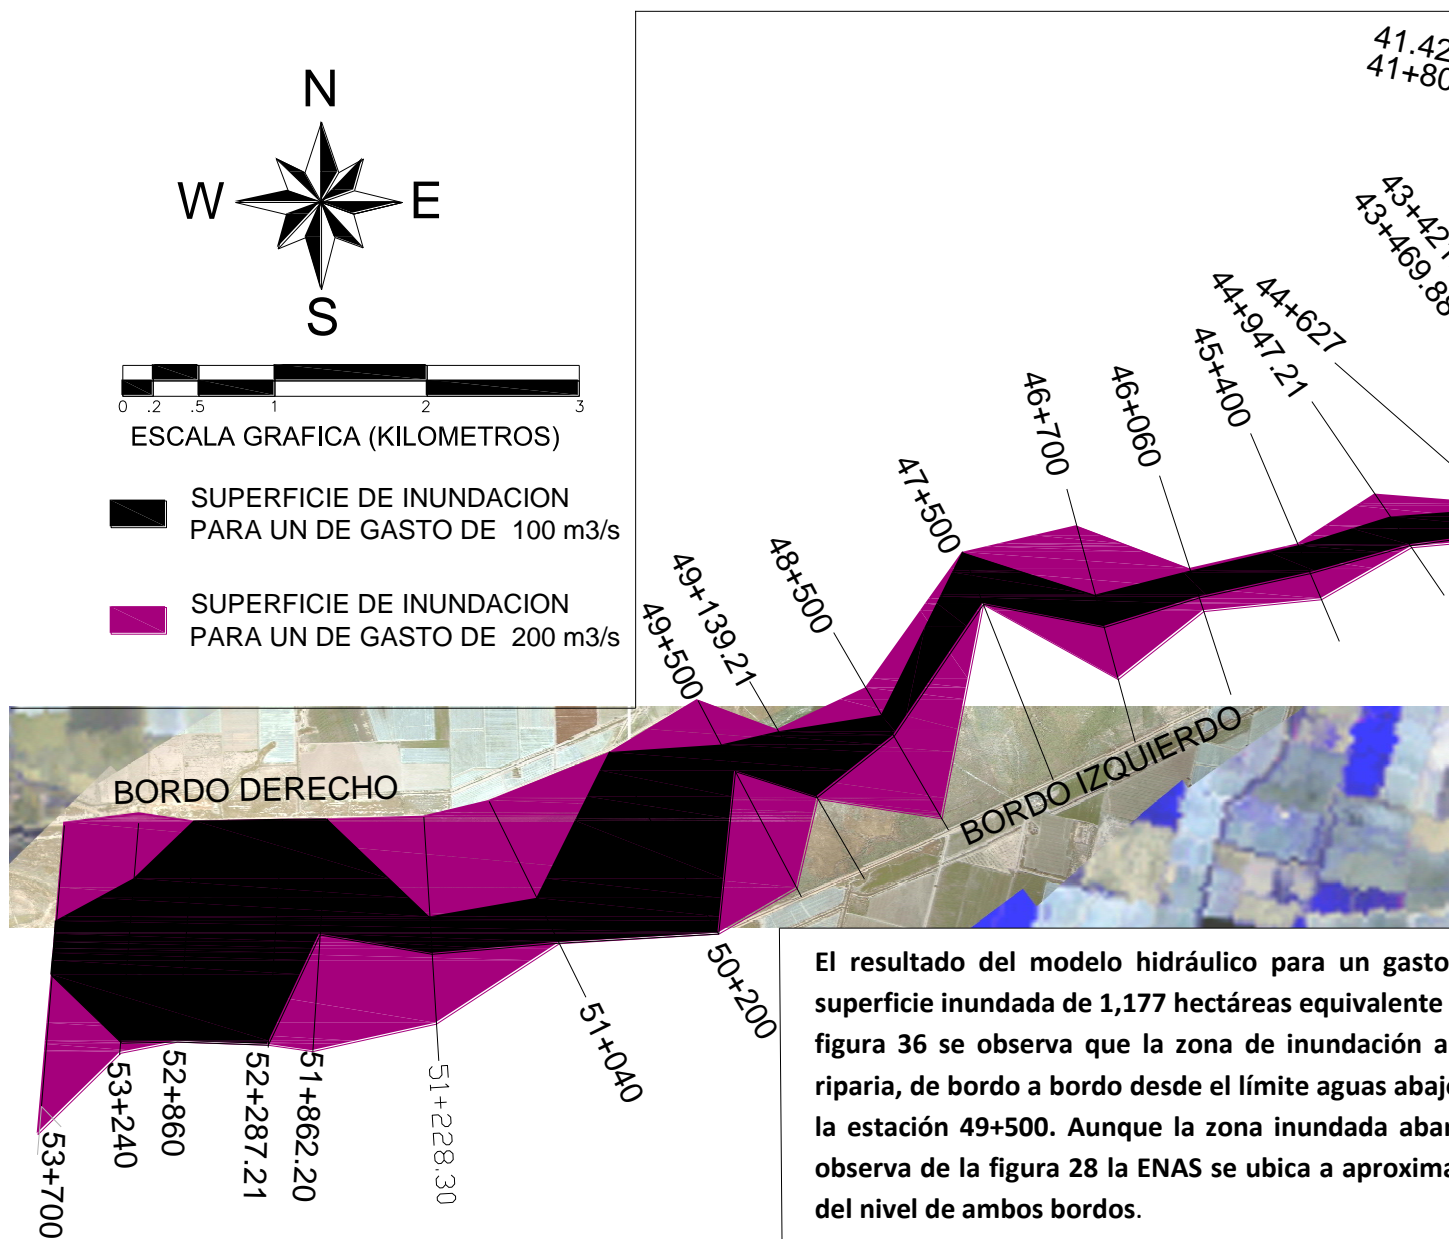 N
W
E
S
0 .2 .5 1 2 3
ESCALA GRAFICA (KILOMETROS)
SUPERFICIE DE INUNDACION
PARA UN DE GASTO DE 100 m3/s
SUPERFICIE DE INUNDACION
PARA UN DE GASTO DE 200 m3/s
41.42
41+80
43+421
43+469.88
44+627
44+947.21
45+400
46+060
46+700
47+500
48+500
49+139.21
49+500
BORDO DERECHO
BORDO IZQUIERDO
50+200
51+040
51+228.30
51+862.20
52+287.21
52+860
53+240
53+700
El resultado del modelo hidráulico para un gasto
superficie inundada de 1,177 hectáreas equivalente
figura 36 se observa que la zona de inundación a
riparia, de bordo a bordo desde el límite aguas abajo
la estación 49+500. Aunque la zona inundada abar
observa de la figura 28 la ENAS se ubica a aproxima
del nivel de ambos bordos.